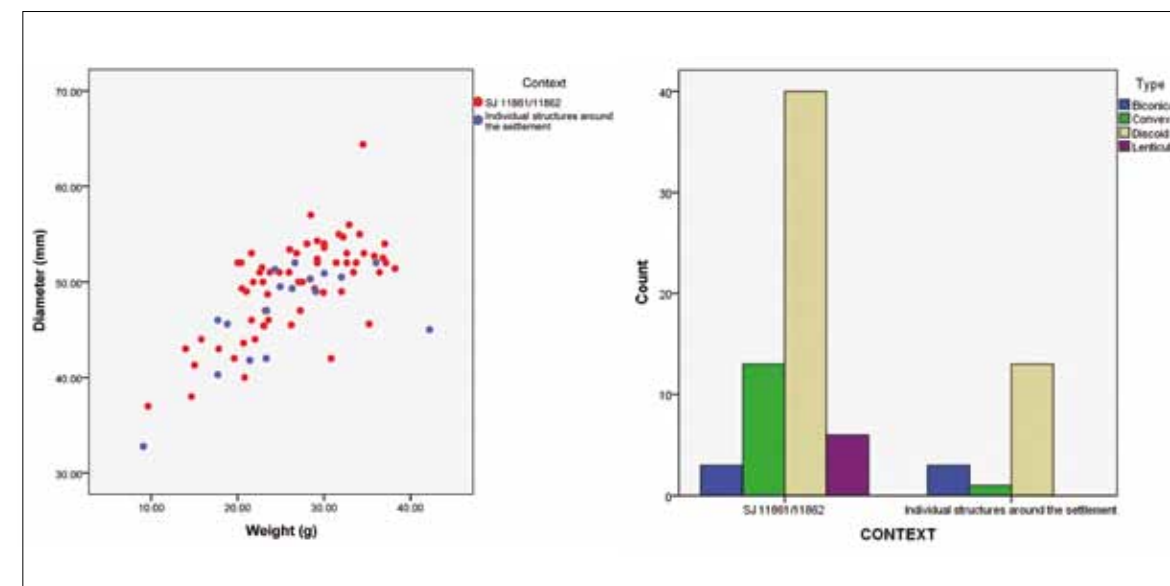 Context
SJ 11861/11862
Individual structures around
the settlement
70.00
60.00
50.00
40.00
30.00
Diameter (mm)
10.00
20.00
30.00
40.00
Weight (g)
Type
Biconica
Convex
Discoid
Lenticul
40
30
20
10
0
Count
SJ 11861/11862
Individual structures around the settlement
CONTEXT